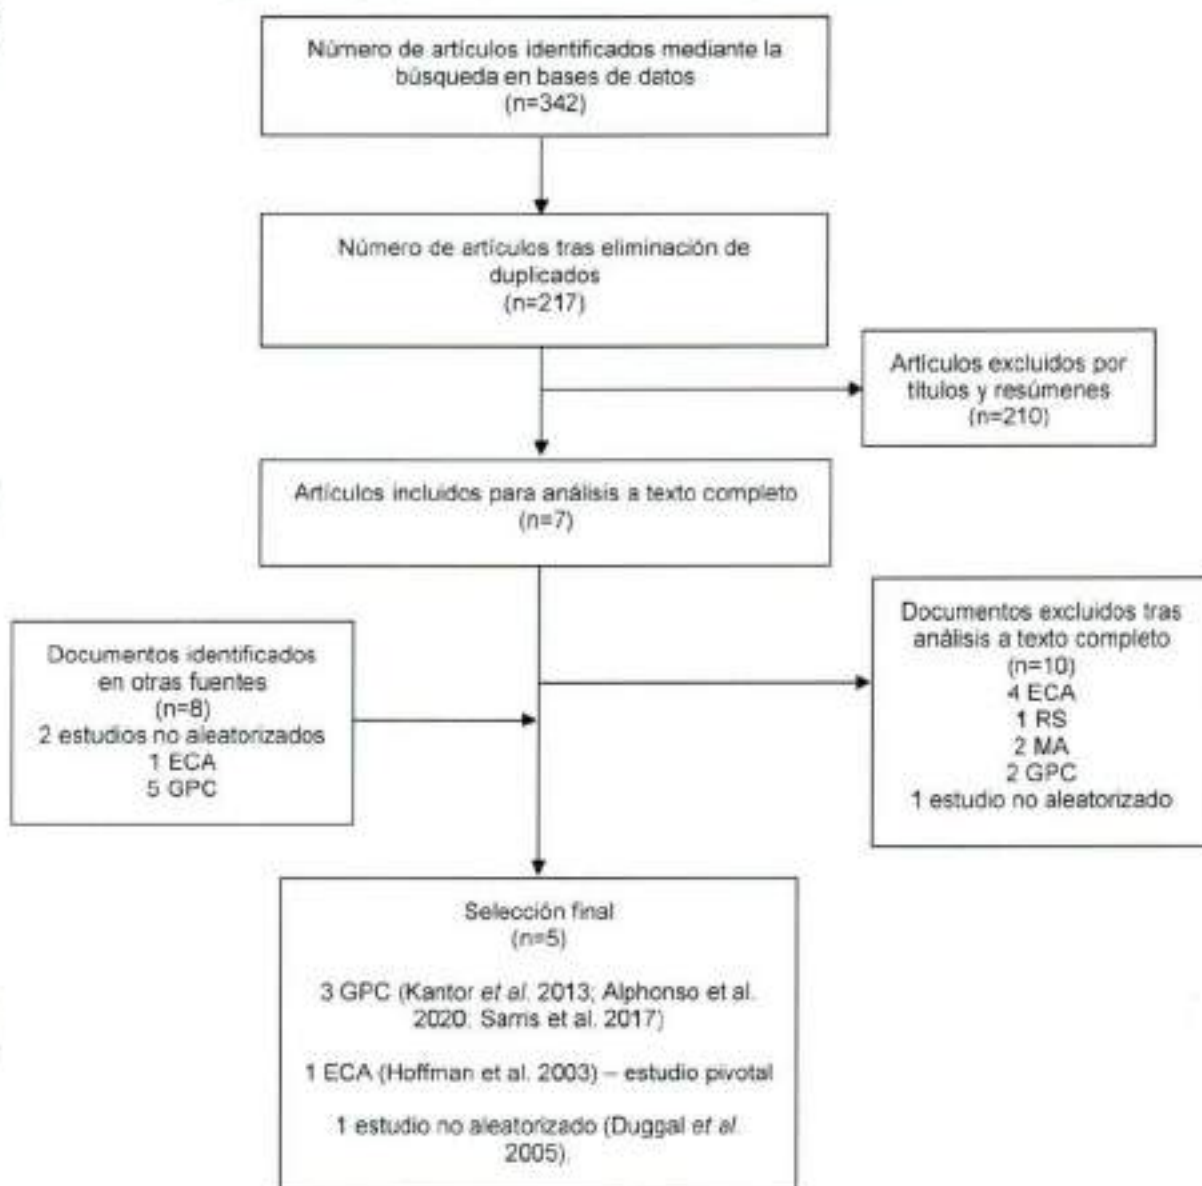 Número de artículos identificados mediante la
búsqueda en bases de datos
(n=342)
Número de artículos tras eliminación de
duplicados
(n=217)
Artículos excluidos por
títulos y resúmenes
(n=210)
Artículos incluidos para análisis a texto completo
(n=7)
Documentos identificados
en otras fuentes
(n=8)
2 estudios no aleatorizados
1 ECA
5 GPC
Documentos excluidos tras
análisis a texto completo
(n=10)
4 ECA
1 RS
2 MA
2 GPC
1 estudio no aleatorizado
Selección final
(n=5)
3 GPC (Kantor et al. 2013; Alphonso et al.
2020; Sarris et al. 2017)
1 ECA (Hoffman et al. 2003) – estudio pivotal
1 estudio no aleatorizado (Duggal et al.
2005).